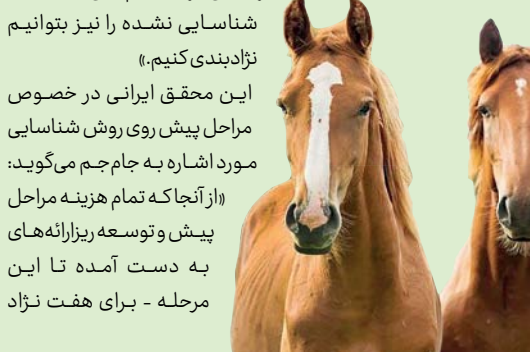 شناسایی نشده را نیز بتوانیم
نژادبندی کنیم.»
این محقق ایرانی در خصوص
مراحل پیش روی روش شناسایی
مورد اشاره به جام‌جم می‌گوید:
«از آنجا که تمام هزینه مراحل
پیش و توسعه ریزارائه‌های
به دست آمده تا این
مرحله - برای هفت نژاد